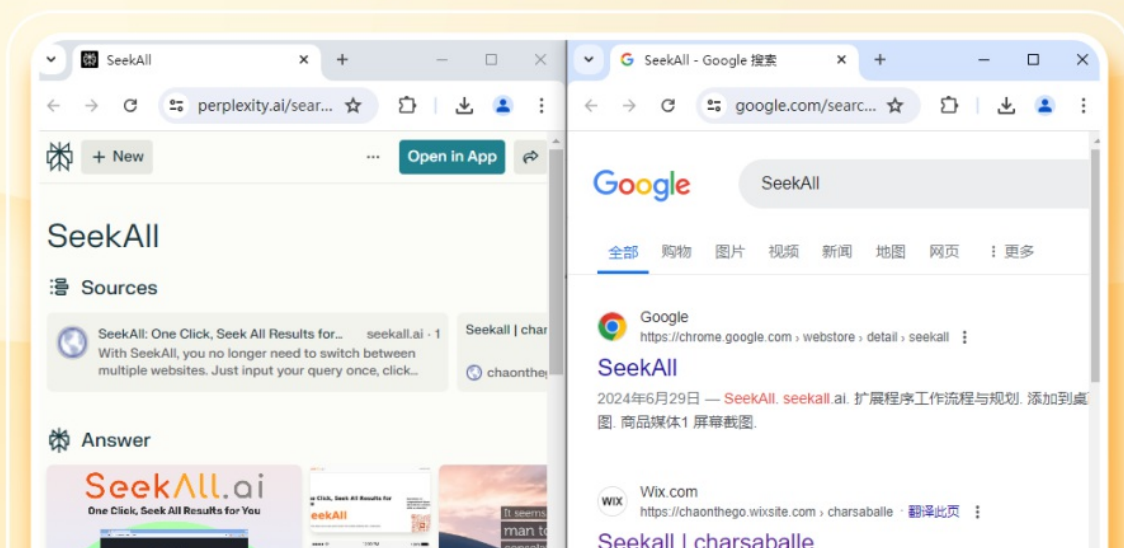 SeekAll
perplexity.ai/sear...
+ New
...
Open in App
SeekAll
Sources
SeekAll: One Click, Seek All Results for... seekall.ai · 1
With SeekAll, you no longer need to switch between
multiple websites. Just input your query once, click...
Seekall | char
chaonthe
Answer
SeekAll.ai
One Click, Seek All Results for You
e Click, Seek All Results for
eekAll
It seems
man to
SeekAll - Google 搜索
google.com/searc...
Google
SeekAll
全部 购物 图片 视频 新闻 地图 网页 更多
Google
https://chrome.google.com › webstore › detail › seekall
SeekAll
2024年6月29日 — SeekAll. seekall.ai. 扩展程序工作流程与规划. 添加到桌
图. 商品媒体1 屏幕截图.
WIX
Wix.com
https://chaonthego.wixsite.com › charsaballe · 翻译此页
Seekall | charsaballe